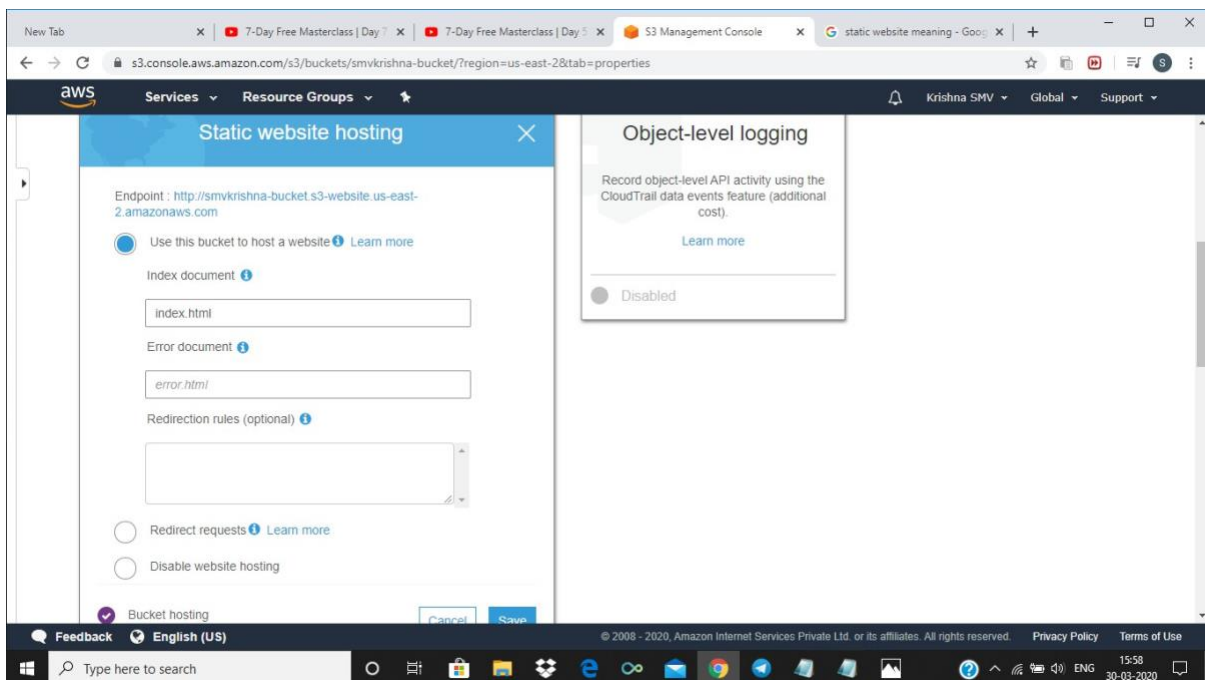 New Tab
7-Day Free Masterclass | Day 7
7-Day Free Masterclass | Day 5
S3 Management Console
static website meaning - Goog
s3.console.aws.amazon.com/s3/buckets/smvkrishna-bucket/?region=us-east-2&tab=properties
S
aws
Services
Resource Groups
Krishna SMV
Global
Support
Static website hosting
Endpoint : http://smvkrishna-bucket.s3-website.us-east-
2.amazonaws.com
Use this bucket to host a website Learn more
Index document
index.html
Error document
error.html
Redirection rules (optional)
Redirect requests Learn more
Disable website hosting
Bucket hosting
Cancel
Save
Object-level logging
Record object-level API activity using the
CloudTrail data events feature (additional
cost).
Learn more
Disabled
Feedback
English (US)
© 2008 - 2020, Amazon Internet Services Private Ltd. or its affiliates. All rights reserved.
Privacy Policy
Terms of Use
Type here to search
ENG
15:58
30-03-2020